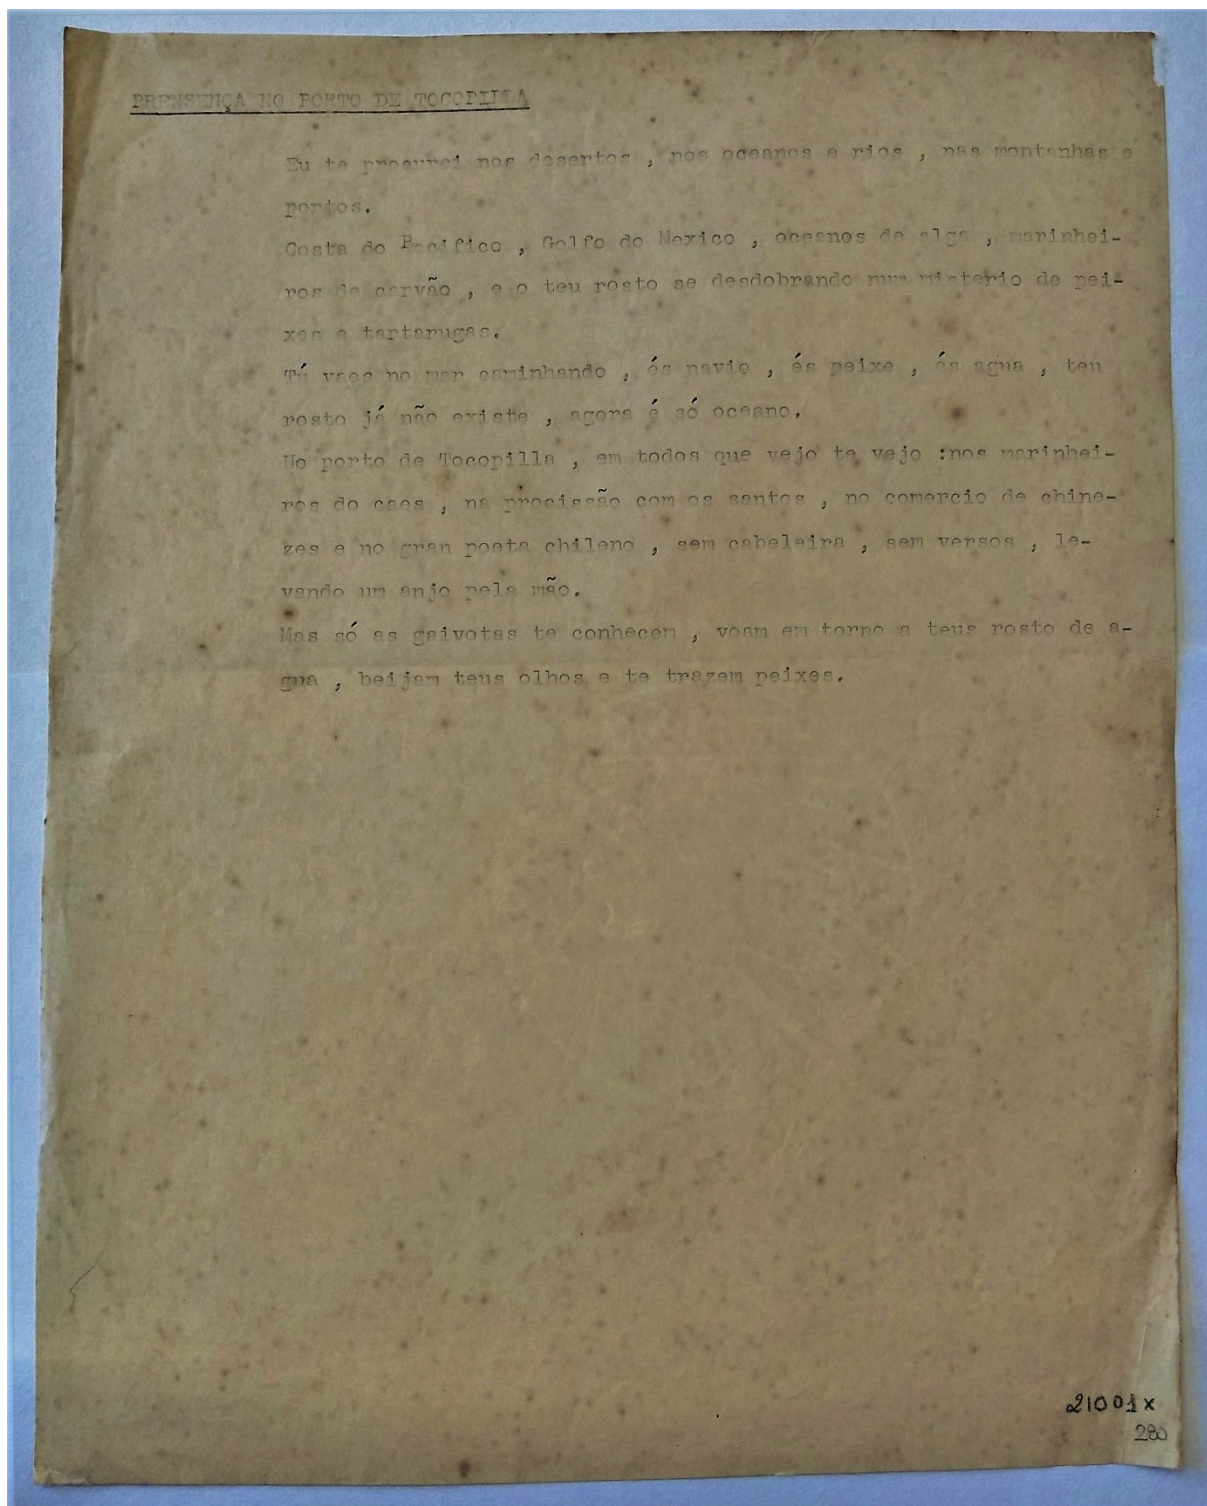 PRENSENÇA NO PORTO DE TOCOPILLA
Eu te procurei nos desertos , nos oceanos e rios , nas montanhas e
portos.
Costa do Pacifico , Golfo do Mexico , oceanos de alga , marinhei-
ros de carvão , e o teu rosto se desdobrando num misterio de pei-
xes e tartarugas.
Tú vaes no mar caminhando , és navio , és peixe , és agua , teu
rosto já não existe , agora é só oceano.
No porto de Tocopilla , em todos que vejo te vejo :nos marinhei-
ros do caes , na procissão com os santos , no comercio de chine-
zes e no gran poeta chileno , sem cabeleira , sem versos , le-
vando um anjo pela mão.
Mas só as gaivotas te conhecem , voam em torno a teus rosto de a-
gua , beijam teus olhos e te trazem peixes.
21001x
280